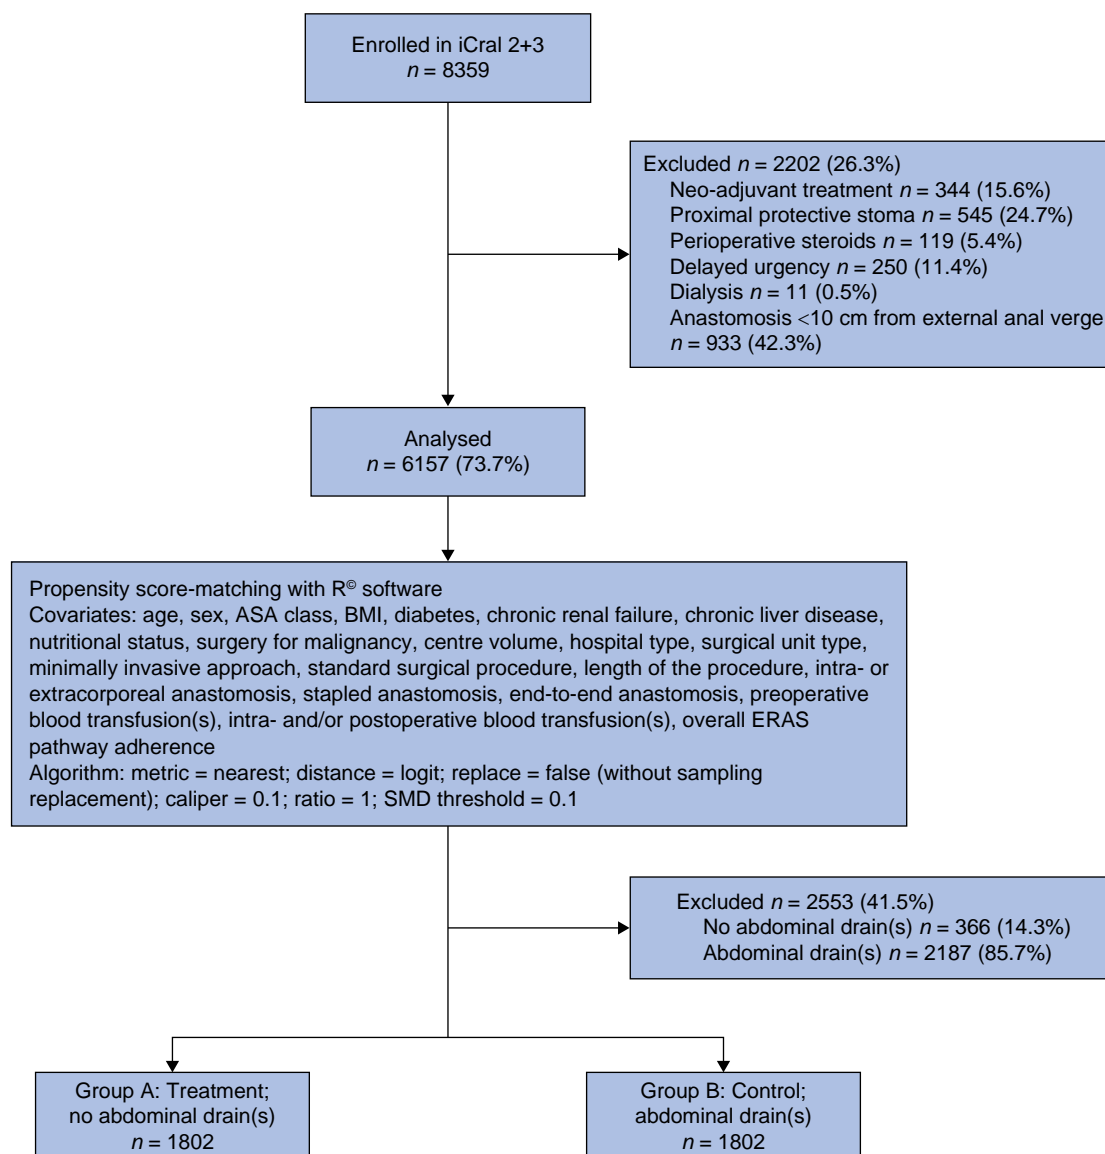 Enrolled in iCral 2+3
n = 8359
Excluded n = 2202 (26.3%)
Neo-adjuvant treatment n = 344 (15.6%)
Proximal protective stoma n = 545 (24.7%)
Perioperative steroids n = 119 (5.4%)
Delayed urgency n = 250 (11.4%)
Dialysis n = 11 (0.5%)
Anastomosis <10 cm from external anal verge
n = 933 (42.3%)
Analysed
n = 6157 (73.7%)
Propensity score-matching with R© software
Covariates: age, sex, ASA class, BMI, diabetes, chronic renal failure, chronic liver disease,
nutritional status, surgery for malignancy, centre volume, hospital type, surgical unit type,
minimally invasive approach, standard surgical procedure, length of the procedure, intra- or
extracorporeal anastomosis, stapled anastomosis, end-to-end anastomosis, preoperative
blood transfusion(s), intra- and/or postoperative blood transfusion(s), overall ERAS
pathway adherence
Algorithm: metric = nearest; distance = logit; replace = false (without sampling
replacement); caliper = 0.1; ratio = 1; SMD threshold = 0.1
Excluded n = 2553 (41.5%)
No abdominal drain(s) n = 366 (14.3%)
Abdominal drain(s) n = 2187 (85.7%)
Group A: Treatment;
no abdominal drain(s)
n = 1802
Group B: Control;
abdominal drain(s)
n = 1802